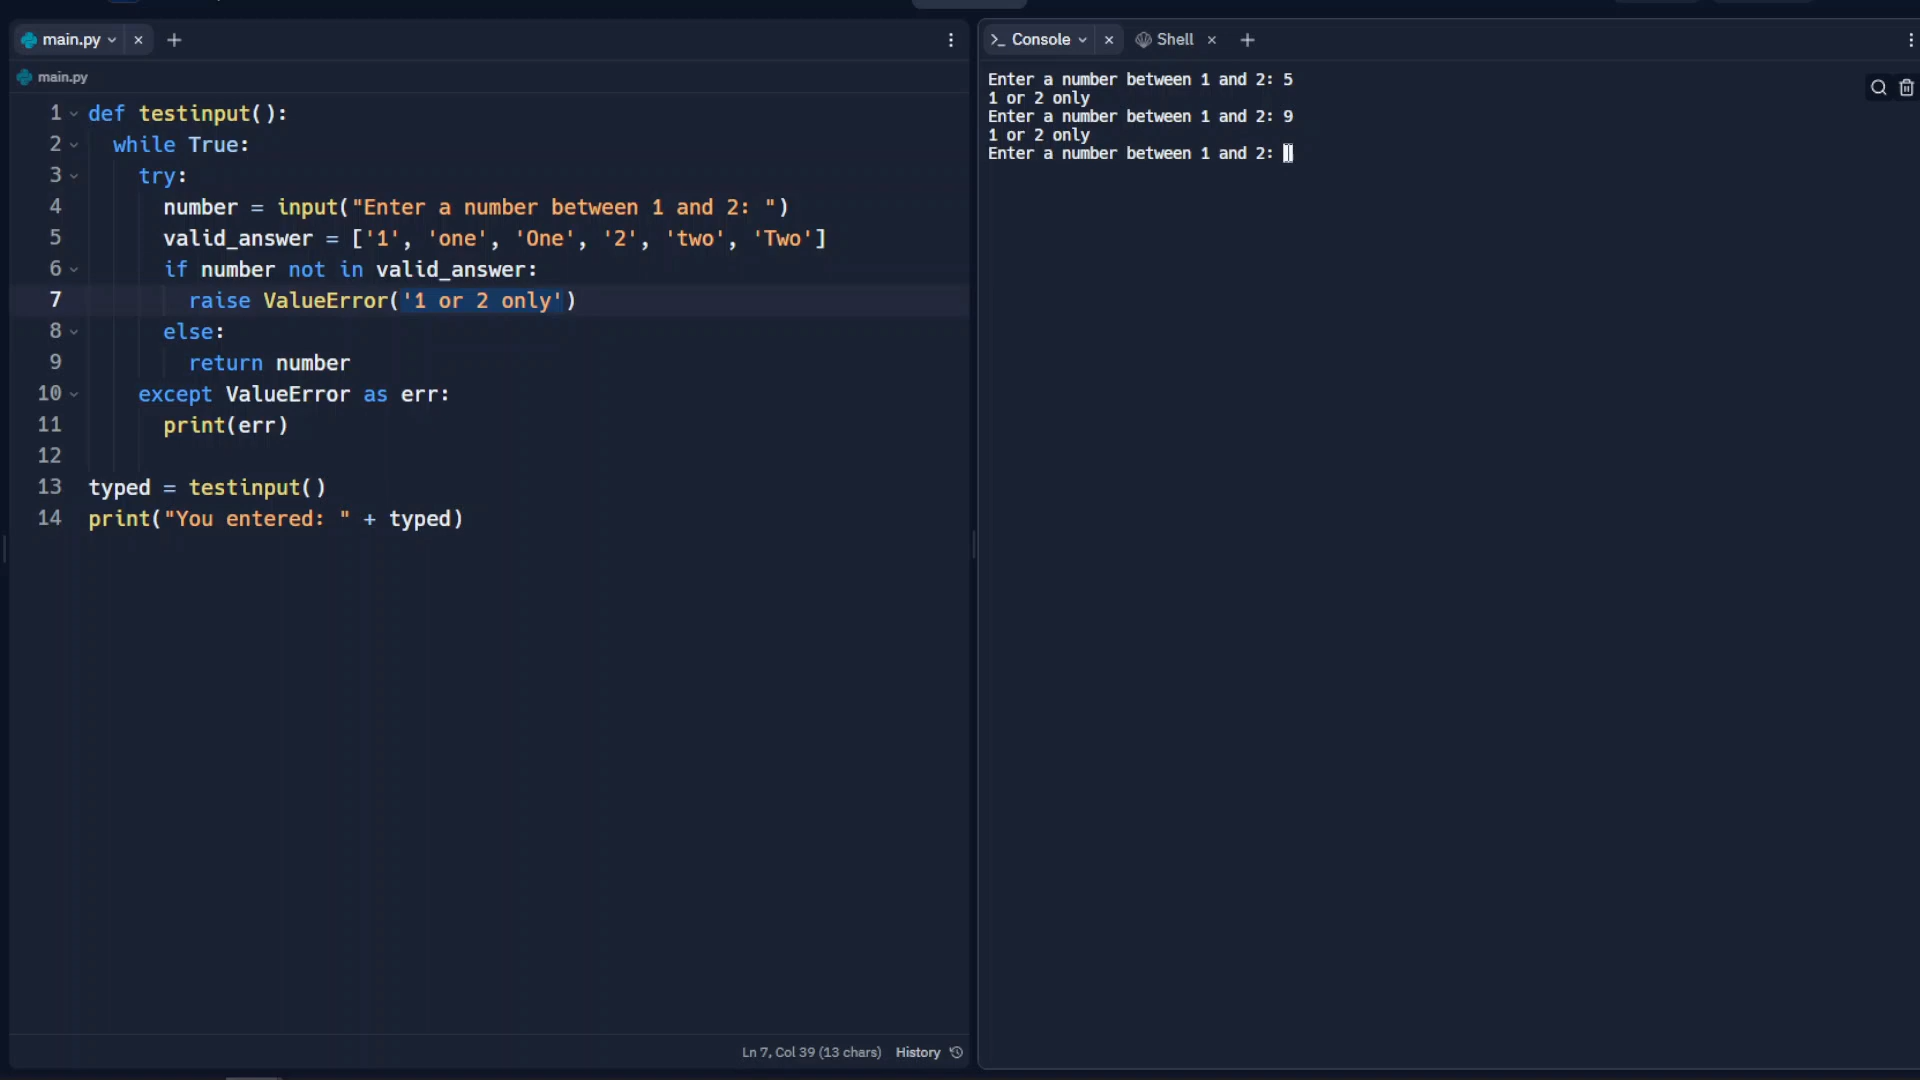 main.py
main.py
1 def testinput():
2 while True:
3 try:
4 number = input("Enter a number between 1 and 2: ")
5 valid_answer = ['1', 'one', 'One', '2', 'two', 'Two']
6 if number not in valid_answer:
7 raise ValueError('1 or 2 only')
8 else:
9 return number
10 except ValueError as err:
11 print(err)
12
13 typed = testinput()
14 print("You entered: " + typed)
Ln 7, Col 39 (13 chars) History
>_ Console Shell
Enter a number between 1 and 2: 5
1 or 2 only
Enter a number between 1 and 2: 9
1 or 2 only
Enter a number between 1 and 2: